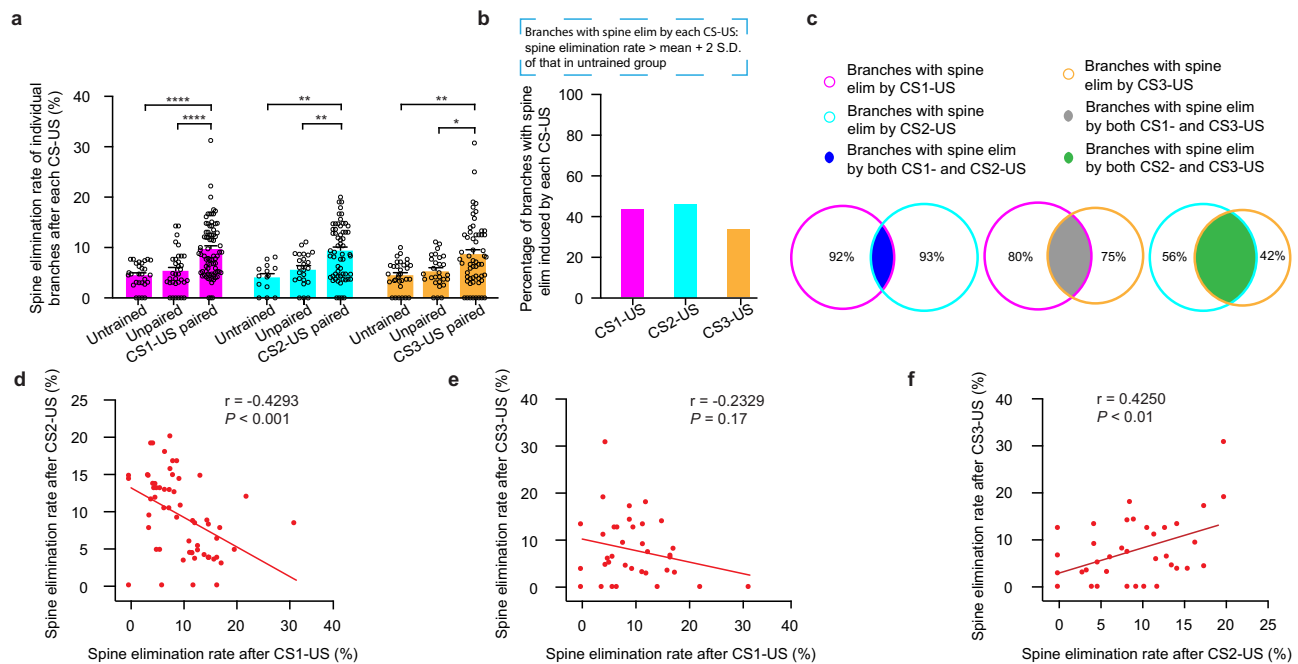 a
Spine elimination rate of individual
branches after each CS-US (%)
40
30
20
10
0
****
****
**
**
**
*
Untrained
Unpaired
CS1-US paired
Untrained
Unpaired
CS2-US paired
Untrained
Unpaired
CS3-US paired
b
Branches with spine elim by each CS-US:
spine elimination rate > mean + 2 S.D.
of that in untrained group
Percentage of branches with spine
elim induced by each CS-US
100
80
60
40
20
0
CS1-US
CS2-US
CS3-US
c
Branches with spine
elim by CS1-US
Branches with spine
elim by CS2-US
Branches with spine elim
by both CS1- and CS2-US
Branches with spine
elim by CS3-US
Branches with spine elim
by both CS1- and CS3-US
Branches with spine elim
by both CS2- and CS3-US
92%
93%
80%
75%
56%
42%
d
Spine elimination rate after CS2-US (%)
25
20
15
10
5
0
r = -0.4293
P < 0.001
0
10
20
30
40
Spine elimination rate after CS1-US (%)
e
Spine elimination rate after CS3-US (%)
40
30
20
10
0
r = -0.2329
P = 0.17
0
10
20
30
40
Spine elimination rate after CS1-US (%)
f
Spine elimination rate after CS3-US (%)
40
30
20
10
0
r = 0.4250
P < 0.01
0
5
10
15
20
25
Spine elimination rate after CS2-US (%)